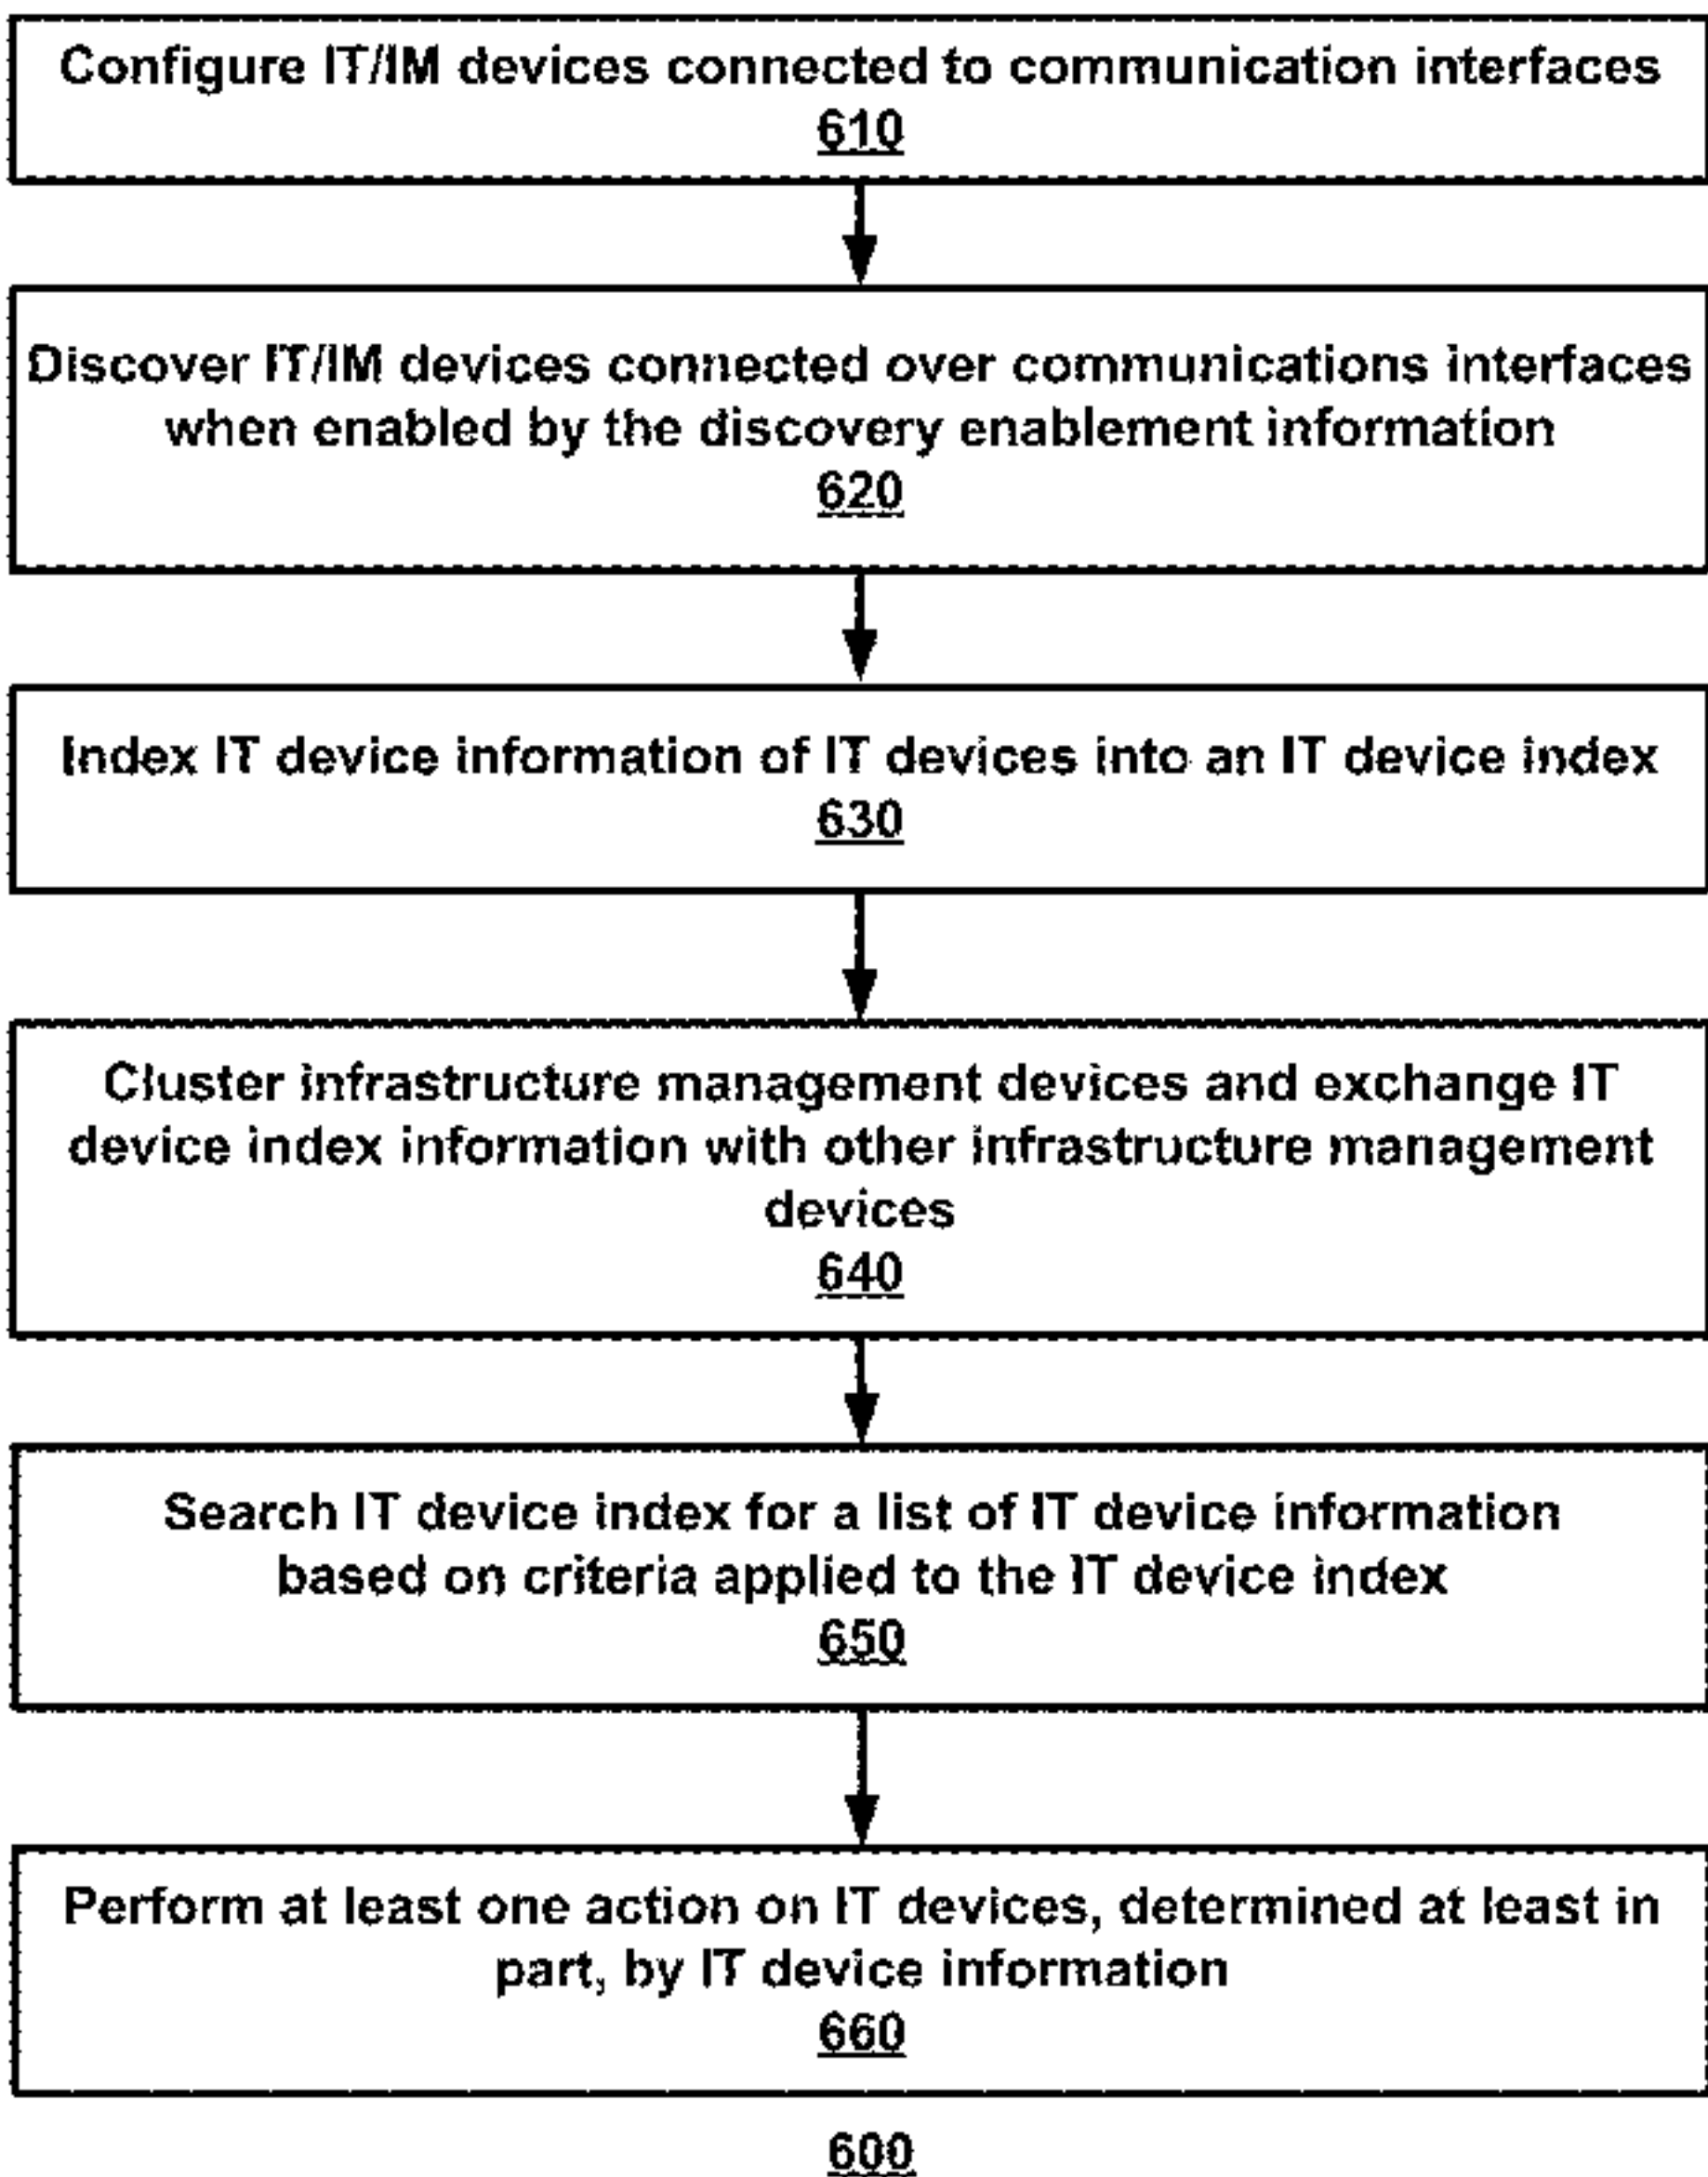 Configure IT/IM devices connected to communication interfaces
610
Discover IT/IM devices connected over communications interfaces
when enabled by the discovery enablement information
620
Index IT device information of IT devices into an IT device index
630
Cluster infrastructure management devices and exchange IT
device index information with other infrastructure management
devices
640
Search IT device index for a list of IT device information
based on criteria applied to the IT device index
650
Perform at least one action on IT devices, determined at least in
part, by IT device information
660
600